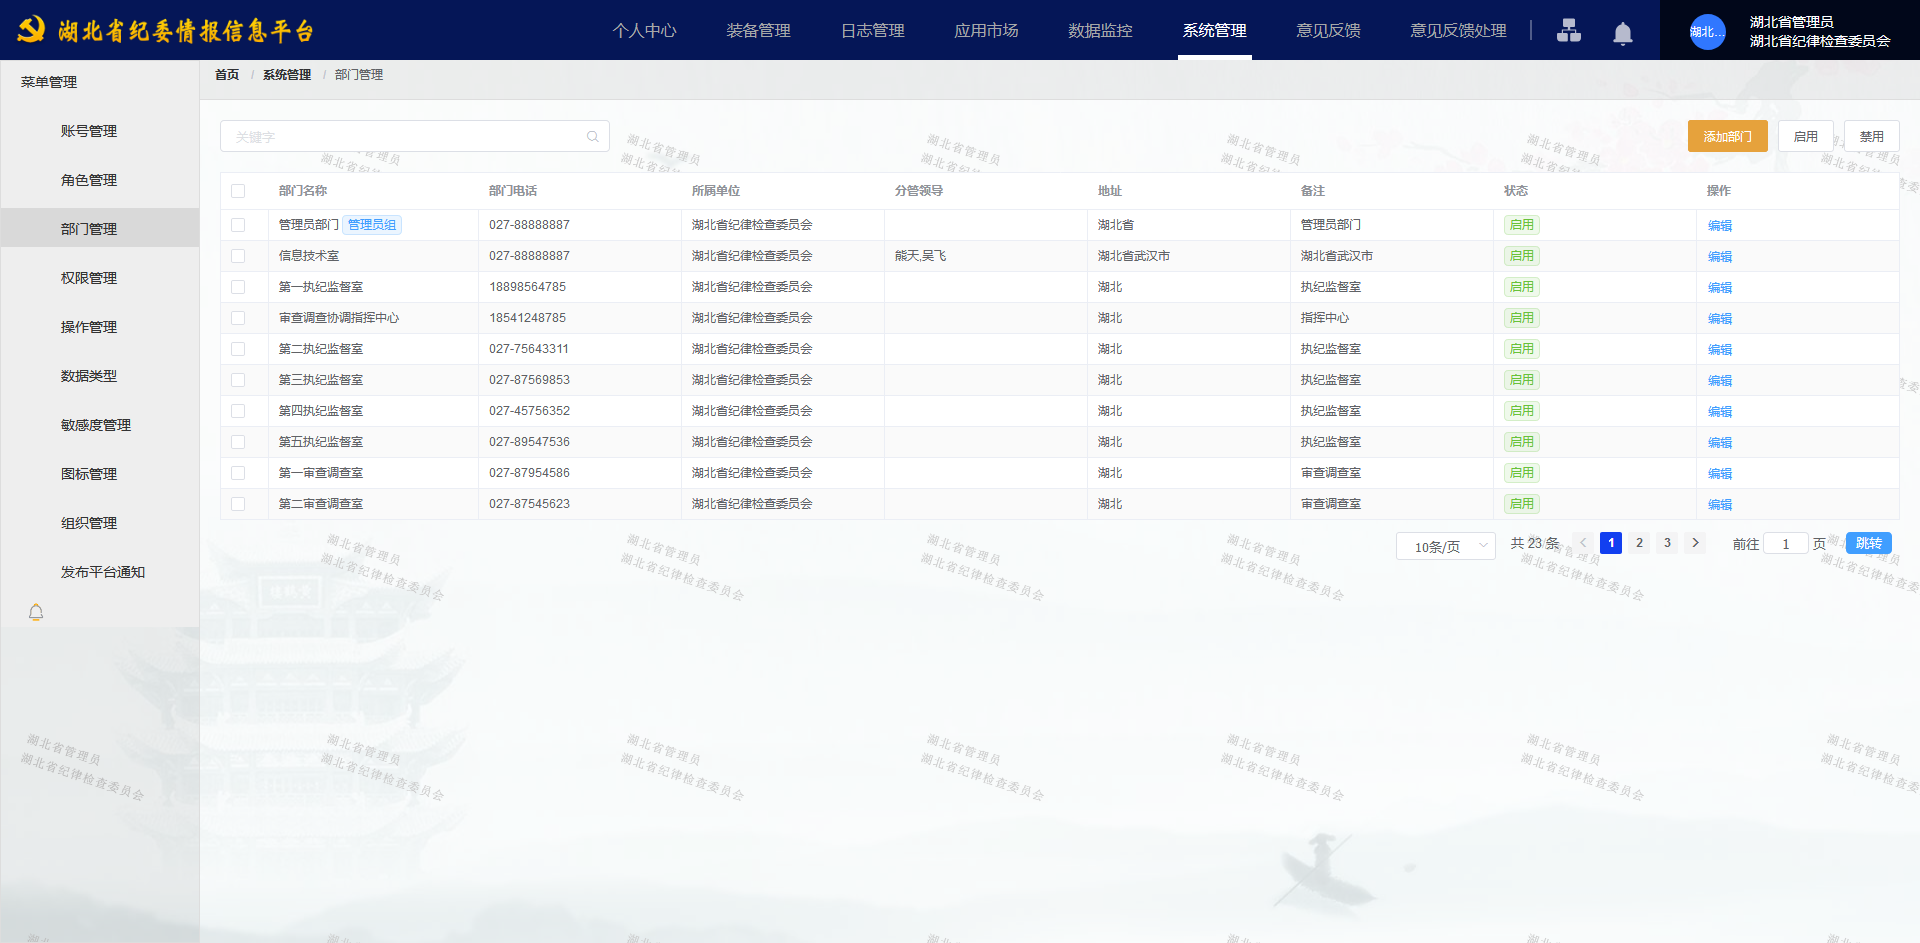 湖北省纪委情报信息平台
个人中心 装备管理 日志管理 应用市场 数据监控 系统管理 意见反馈 意见反馈处理
湖北... 湖北省管理员
湖北省纪律检查委员会
菜单管理
账号管理
角色管理
部门管理
权限管理
操作管理
数据类型
敏感度管理
图标管理
组织管理
发布平台通知
首页 / 系统管理 / 部门管理
关键字
添加部门 启用 禁用
部门名称 部门电话 所属单位 分管领导 地址 备注 状态 操作
管理员部门 管理员组 027-88888887 湖北省纪律检查委员会 湖北省 管理员部门 启用 编辑
信息技术室 027-88888887 湖北省纪律检查委员会 熊天,吴飞 湖北省武汉市 湖北省武汉市 启用 编辑
第一执纪监督室 18898564785 湖北省纪律检查委员会 湖北 执纪监督室 启用 编辑
审查调查协调指挥中心 18541248785 湖北省纪律检查委员会 湖北 指挥中心 启用 编辑
第二执纪监督室 027-75643311 湖北省纪律检查委员会 湖北 执纪监督室 启用 编辑
第三执纪监督室 027-87569853 湖北省纪律检查委员会 湖北 执纪监督室 启用 编辑
第四执纪监督室 027-45756352 湖北省纪律检查委员会 湖北 执纪监督室 启用 编辑
第五执纪监督室 027-89547536 湖北省纪律检查委员会 湖北 执纪监督室 启用 编辑
第一审查调查室 027-87954586 湖北省纪律检查委员会 湖北 审查调查室 启用 编辑
第二审查调查室 027-87545623 湖北省纪律检查委员会 湖北 审查调查室 启用 编辑
10条/页 共 23 条 1 2 3 前往 1 页 跳转
湖北省管理员
湖北省纪律检查委员会